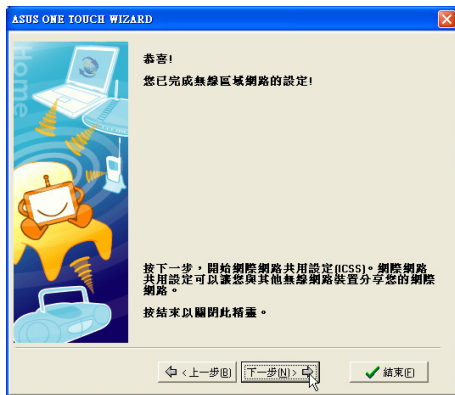 ASUS ONE TOUCH WIZARD
Home
恭喜!
您已完成無線區域網路的設定!
按下一步，開始網際網路共用設定(ICSS)。網際網路
共用設定可以讓您與其他無線網路裝置分享您的網際
網路。
按結束以關閉此精靈。
<上一步(B) 下一步(N)> 結束(F)